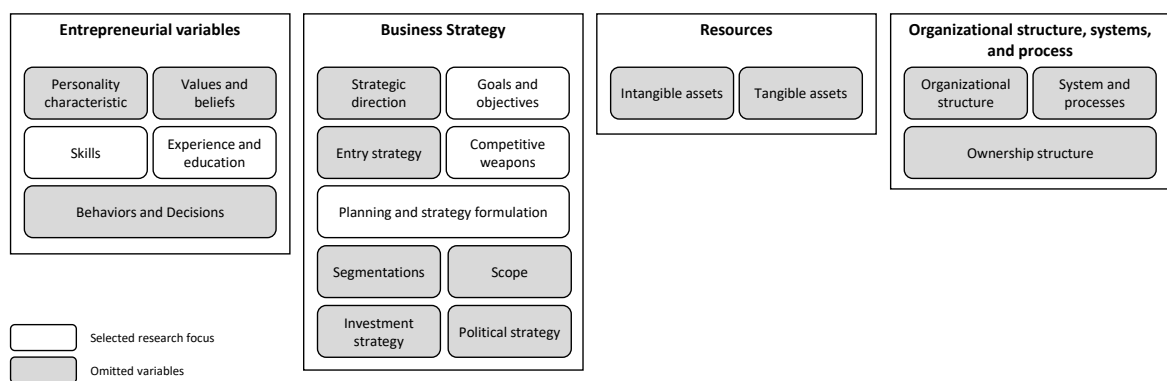 Entrepreneurial variables
Personality
characteristic
Values and
beliefs
Skills
Experience and
education
Behaviors and Decisions
Business Strategy
Strategic
direction
Goals and
objectives
Entry strategy
Competitive
weapons
Planning and strategy formulation
Segmentations
Scope
Investment
strategy
Political strategy
Resources
Intangible assets
Tangible assets
Organizational structure, systems,
and process
Organizational
structure
System and
processes
Ownership structure
Selected research focus
Omitted variables